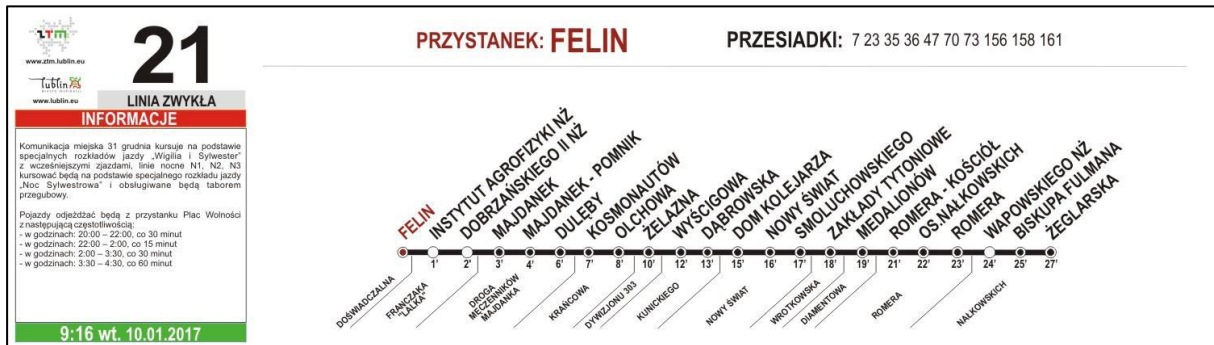 ztm
www.ztm.lublin.eu
lublin
www.lublin.eu
21
LINIA ZWYKŁA
INFORMACJE
Komunikacja miejska 31 grudnia kursuje na podstawie
specjalnych rozkładów jazdy „Wigilia i Sylwester"
z wcześniejszymi zjazdami, linie nocne N1, N2, N3
kursować będą na podstawie specjalnego rozkładu jazdy
„Noc Sylwestrowa" i obsługiwane będą taborem
przegubowy.
Pojazdy odjeżdżać będą z przystanku Plac Wolności
z następującą częstotliwością:
- w godzinach: 20:00 – 22:00, co 30 minut
- w godzinach: 22:00 – 2:00, co 15 minut
- w godzinach: 2:00 – 3:30, co 30 minut
- w godzinach: 3:30 – 4:30, co 60 minut
9:16 wt. 10.01.2017
PRZYSTANEK: FELIN
PRZESIADKI: 7 23 35 36 47 70 73 156 158 161
FELIN
INSTYTUT AGROFIZYKI NŻ
DOBRZAŃSKIEGO II NŻ
MAJDANEK
MAJDANEK - POMNIK
DULĘBY
KOSMONAUTÓW
OLCHOWA
ŻELAZNA
WYŚCIGOWA
DĄBROWSKA
DOM KOLEJARZA
NOWY ŚWIAT
SMOLUCHOWSKIEGO
ZAKŁADY TYTONIOWE
MEDALIONÓW
ROMERA - KOŚCIÓŁ
OS.NAŁKOWSKICH
ROMERA
WAPOWSKIEGO NŻ
BISKUPA FULMANA
ŻEGLARSKA
1' 2' 3' 4' 6' 7' 8' 10' 12' 13' 15' 16' 17' 18' 19' 21' 22' 23' 24' 25' 27'
DOŚWIADCZALNA
FRANCZAKA
"LALKA"
DROGA
MĘCZENNIKÓW
MAJDANKA
KRAŃCOWA
DYWIZJONU 303
KUNICKIEGO
NOWY ŚWIAT
WROTKOWSKA
DIAMENTOWA
ROMERA
NAŁKOWSKICH